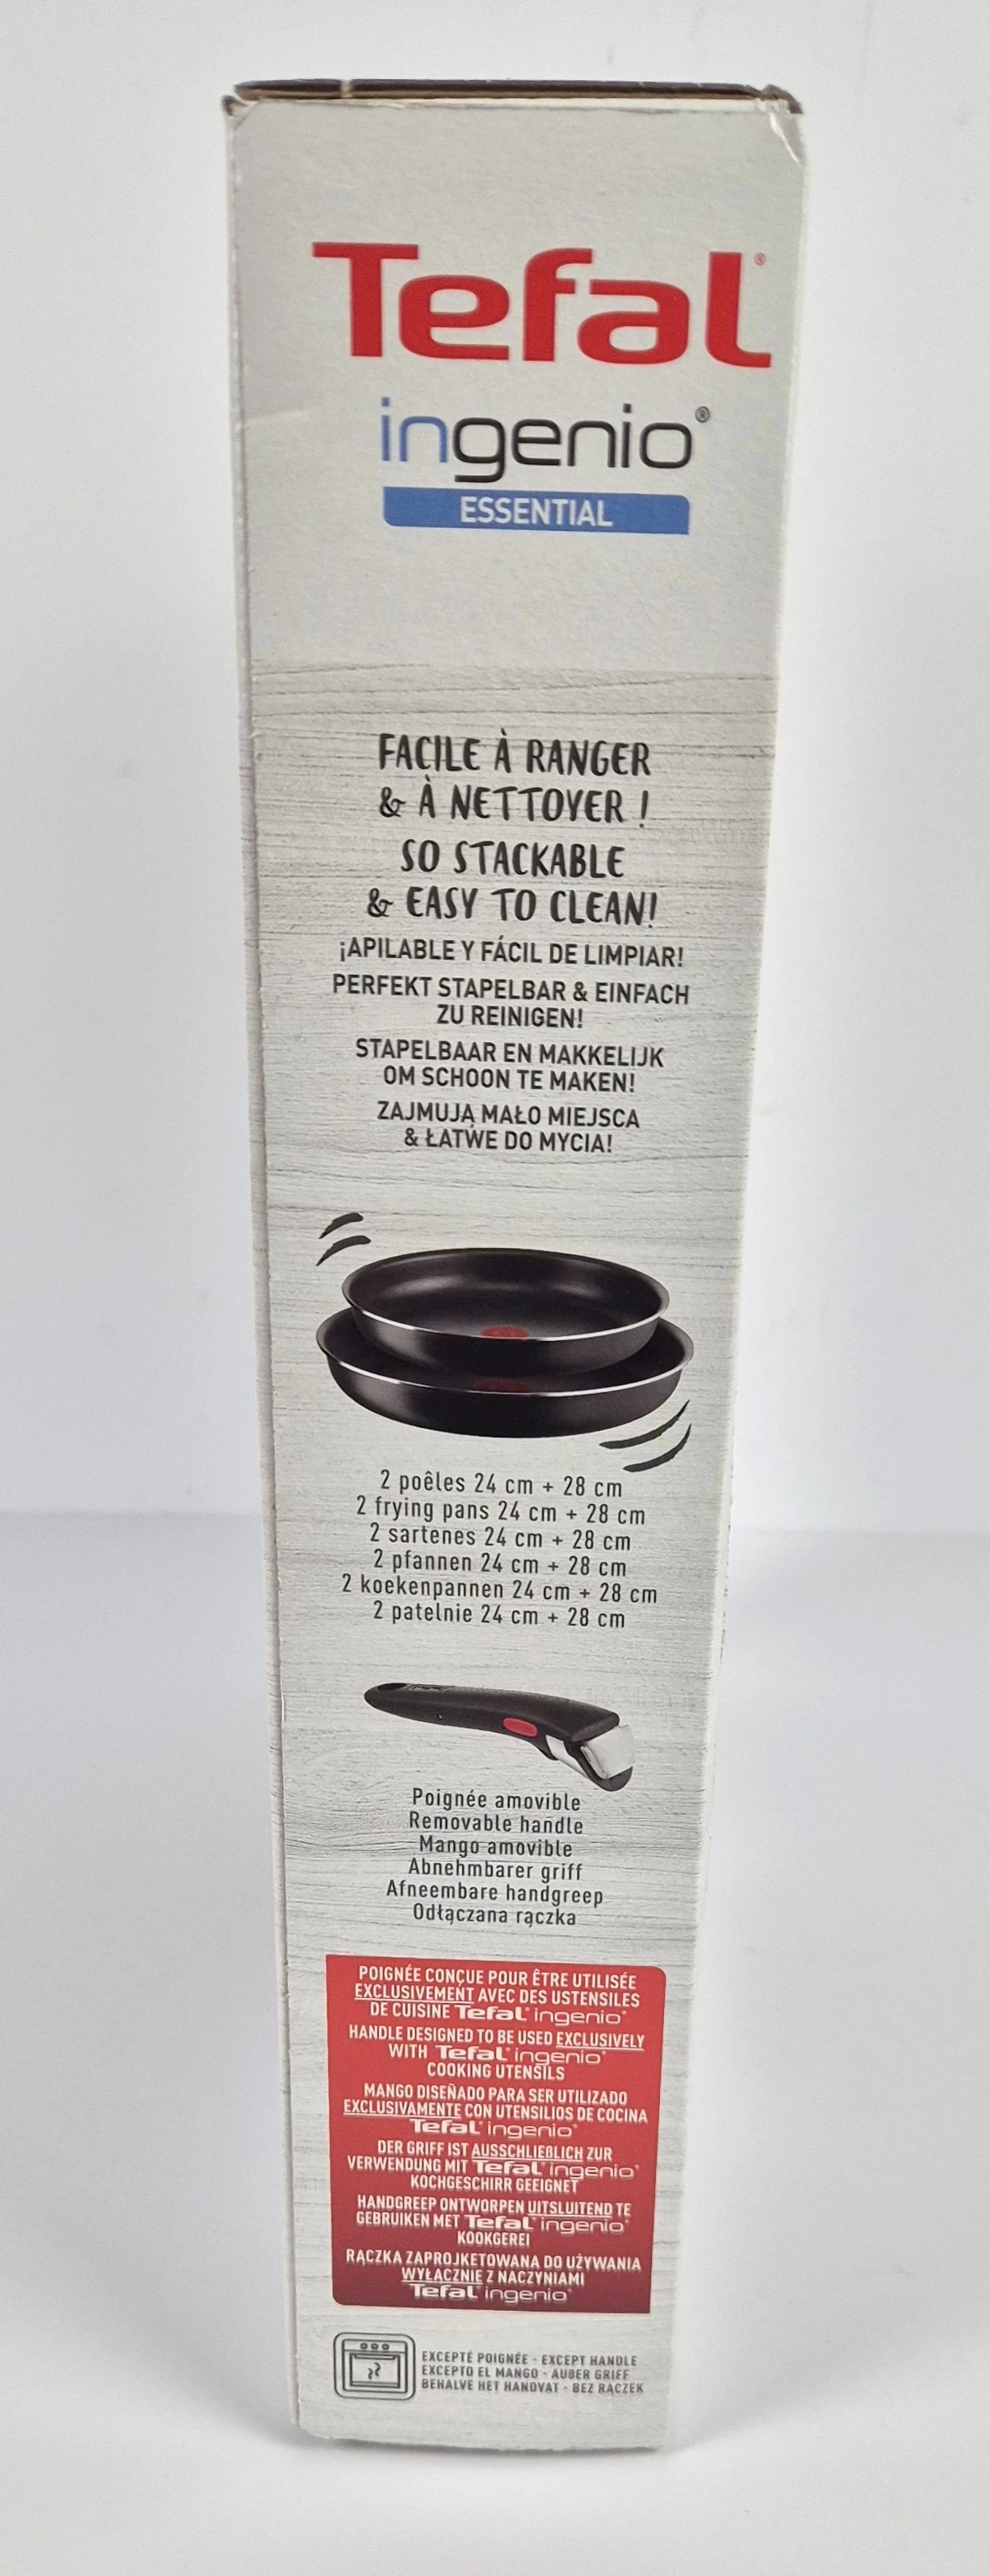 Tefal®
ingenio®
ESSENTIAL
FACILE À RANGER
& À NETTOYER !
SO STACKABLE
& EASY TO CLEAN!
¡APILABLE Y FÁCIL DE LIMPIAR!
PERFEKT STAPELBAR & EINFACH
ZU REINIGEN!
STAPELBAAR EN MAKKELIJK
OM SCHOON TE MAKEN!
ZAJMUJĄ MAŁO MIEJSCA
& ŁATWE DO MYCIA!
2 poêles 24 cm + 28 cm
2 frying pans 24 cm + 28 cm
2 sartenes 24 cm + 28 cm
2 pfannen 24 cm + 28 cm
2 koekenpannen 24 cm + 28 cm
2 patelnie 24 cm + 28 cm
Poignée amovible
Removable handle
Mango amovible
Abnehmbarer griff
Afneembare handgreep
Odłączana rączka
POIGNÉE CONÇUE POUR ÊTRE UTILISÉE
EXCLUSIVEMENT AVEC DES USTENSILES
DE CUISINE Tefal® ingenio®
HANDLE DESIGNED TO BE USED EXCLUSIVELY
WITH Tefal® ingenio®
COOKING UTENSILS
MANGO DISEÑADO PARA SER UTILIZADO
EXCLUSIVAMENTE CON UTENSILIOS DE COCINA
Tefal® ingenio®
DER GRIFF IST AUSSCHLIEßLICH ZUR
VERWENDUNG MIT Tefal® ingenio®
KOCHGESCHIRR GEEIGNET
HANDGREEP ONTWORPEN UITSLUITEND TE
GEBRUIKEN MET Tefal® ingenio®
KOOKGEREI
RĄCZKA ZAPROJKETOWANA DO UŻYWANIA
WYŁĄCZNIE Z NACZYNIAMI
Tefal® ingenio®
EXCEPTÉ POIGNÉE - EXCEPT HANDLE
EXCEPTO EL MANGO - AUßER GRIFF
BEHALVE HET HANDVAT - BEZ RĄCZEK